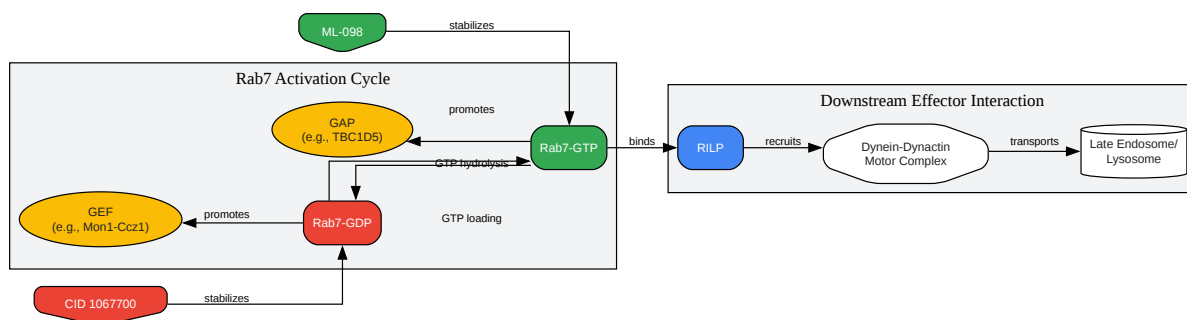 ML-098
stabilizes
Rab7 Activation Cycle
Downstream Effector Interaction
GAP
(e.g., TBC1D5)
promotes
Rab7-GTP
binds
RILP
recruits
Dynein-Dynactin
Motor Complex
transports
Late Endosome/
Lysosome
GTP hydrolysis
GEF
(e.g., Mon1-Ccz1)
promotes
Rab7-GDP
GTP loading
CID 1067700
stabilizes